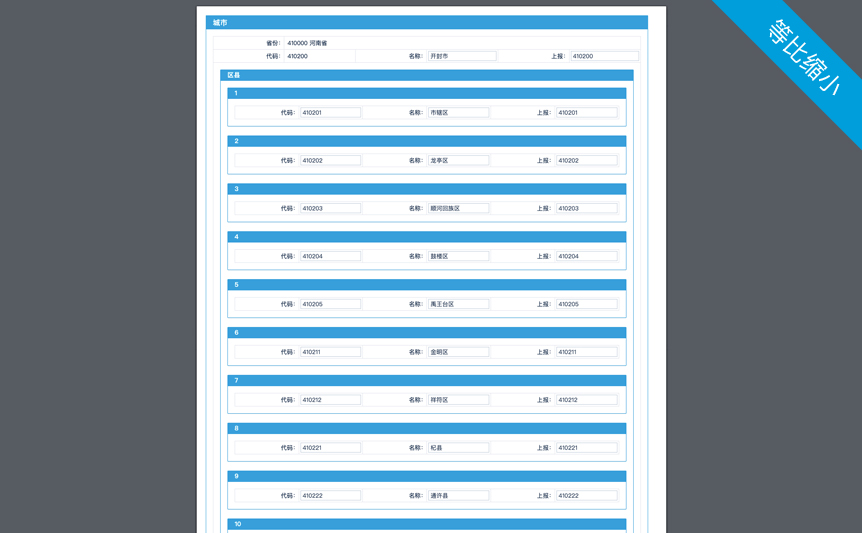 城市
省份： 410000 河南省
代码： 410200 名称： 开封市 上报： 410200
区县
1
代码： 410201 名称： 市辖区 上报： 410201
2
代码： 410202 名称： 龙亭区 上报： 410202
3
代码： 410203 名称： 顺河回族区 上报： 410203
4
代码： 410204 名称： 鼓楼区 上报： 410204
5
代码： 410205 名称： 禹王台区 上报： 410205
6
代码： 410211 名称： 金明区 上报： 410211
7
代码： 410212 名称： 祥符区 上报： 410212
8
代码： 410221 名称： 杞县 上报： 410221
9
代码： 410222 名称： 通许县 上报： 410222
10
等比缩小